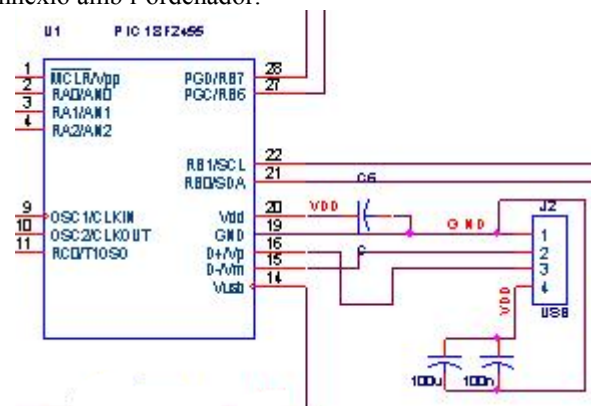 nnexió amb l'ordenador.
U1 PIC18F2455
1 MCLR/Vpp PGD/RB7 28
2 RA0/AN0 PGC/RB6 27
3 RA1/AN1
4 RA2/AN2
RB1/SCL 22
RB0/SDA 21
C6
9 OSC1/CLKIN Vdd 20 VDD
J2
10 OSC2/CLKOUT GND 19 GND 1
11 RC0/T1OSO D+/Vp 16 2
D-/Vm 15 3
Vusb 14 4
VDD
USB
100u 100n